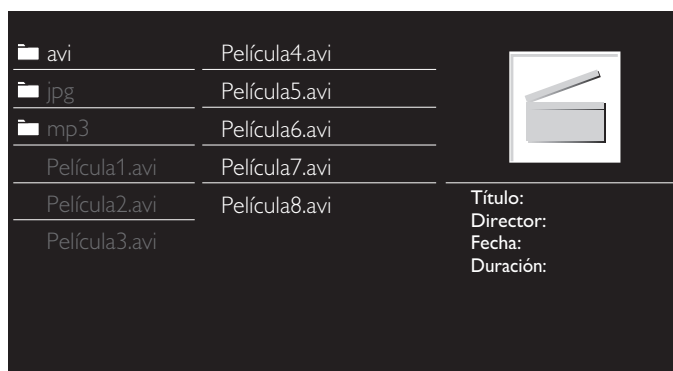 avi
jpg
mp3
Película1.avi
Película2.avi
Película3.avi
Película4.avi
Película5.avi
Película6.avi
Película7.avi
Película8.avi
Título:
Director:
Fecha:
Duración: